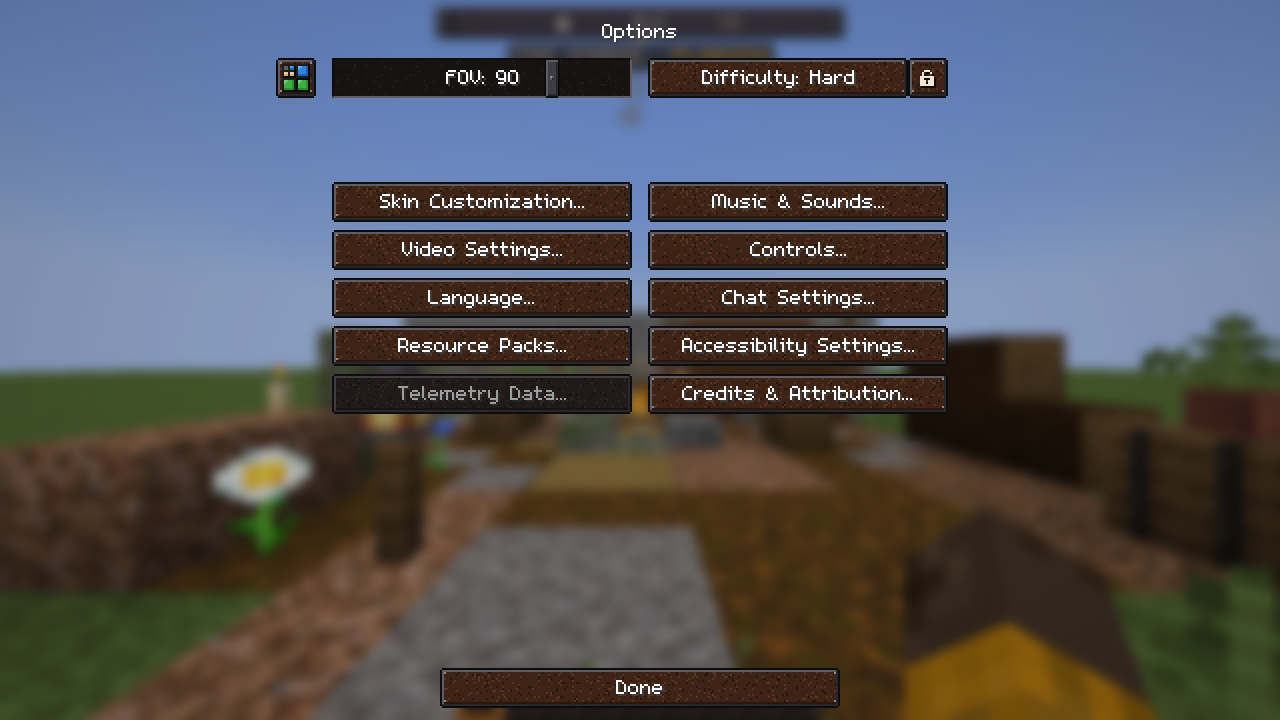 Options
FOV: 90
Difficulty: Hard
Skin Customization...
Music & Sounds...
Video Settings...
Controls...
Language...
Chat Settings...
Resource Packs...
Accessibility Settings...
Telemetry Data...
Credits & Attribution...
Done